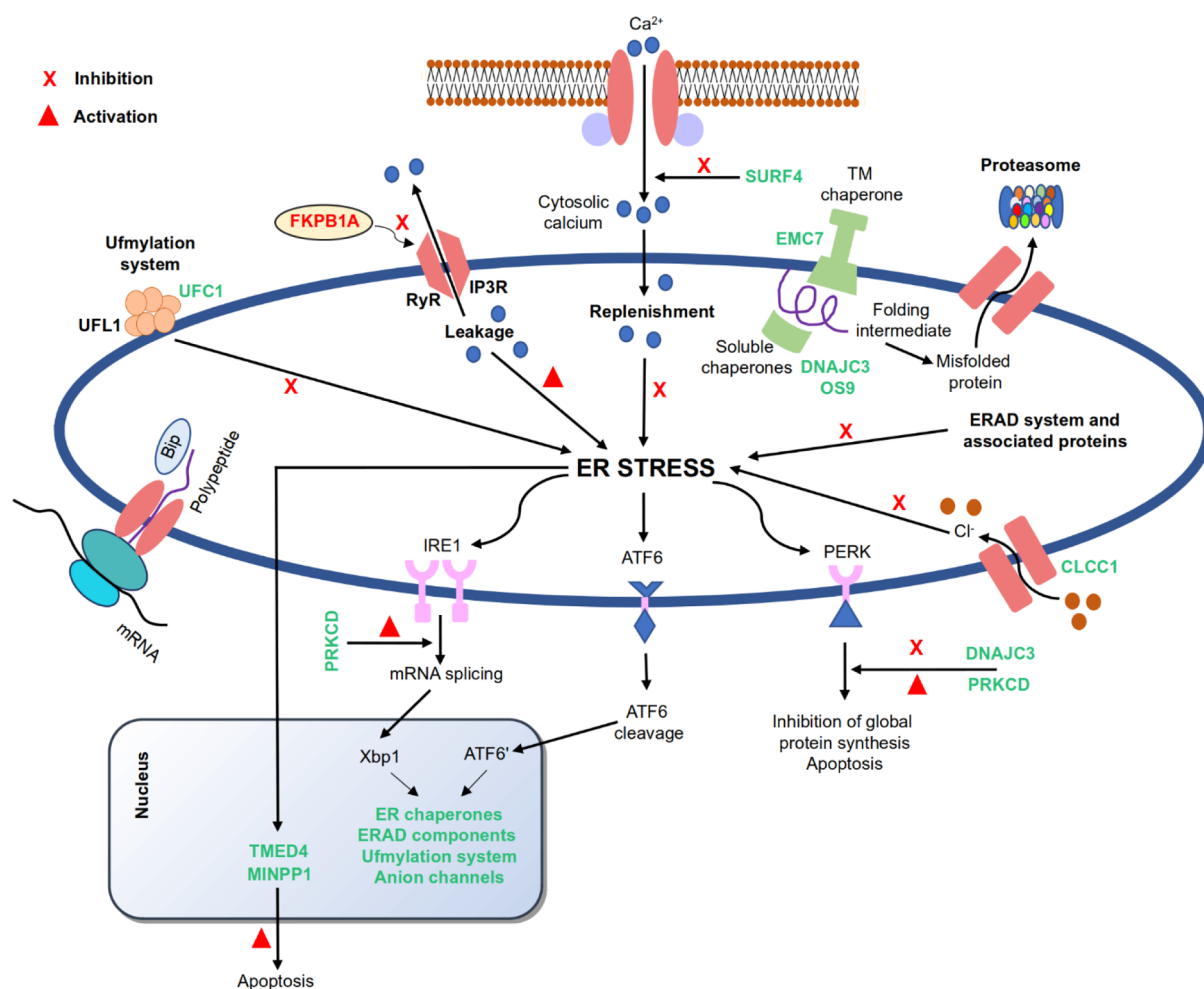 Ca²⁺
X Inhibition
Activation
X
SURF4
TM
chaperone
Proteasome
FKPB1A
X
Cytosolic
calcium
Ufmylation
system
UFC1
EMC7
UFL1
RyR
IP3R
Leakage
Replenishment
Folding
intermediate
Soluble
chaperones
DNAJC3
OS9
Misfolded
protein
X
X
X
ERAD system and
associated proteins
Bip
Polypeptide
ER STRESS
X
Cl⁻
IRE1
ATF6
PERK
CLCC1
mRNA
PRKCD
mRNA splicing
X
DNAJC3
PRKCD
ATF6
cleavage
Inhibition of global
protein synthesis
Apoptosis
Nucleus
Xbp1
ATF6'
ER chaperones
ERAD components
Ufmylation system
Anion channels
TMED4
MINPP1
Apoptosis